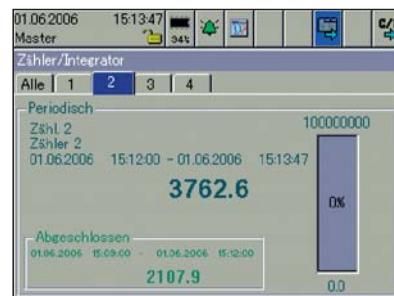 01.06.2006 15:13:47
Master 94%
Zähler/Integrator
Alle 1 2 3 4
Periodisch
Zähl. 2
Zähler 2
01.06.2006 15:12:00 - 01.06.2006 15:13:47
3762.6
100000000
0%
0.0
Abgeschlossen
01.06.2006 15:09:00 - 01.06.2006 15:12:00
2107.9